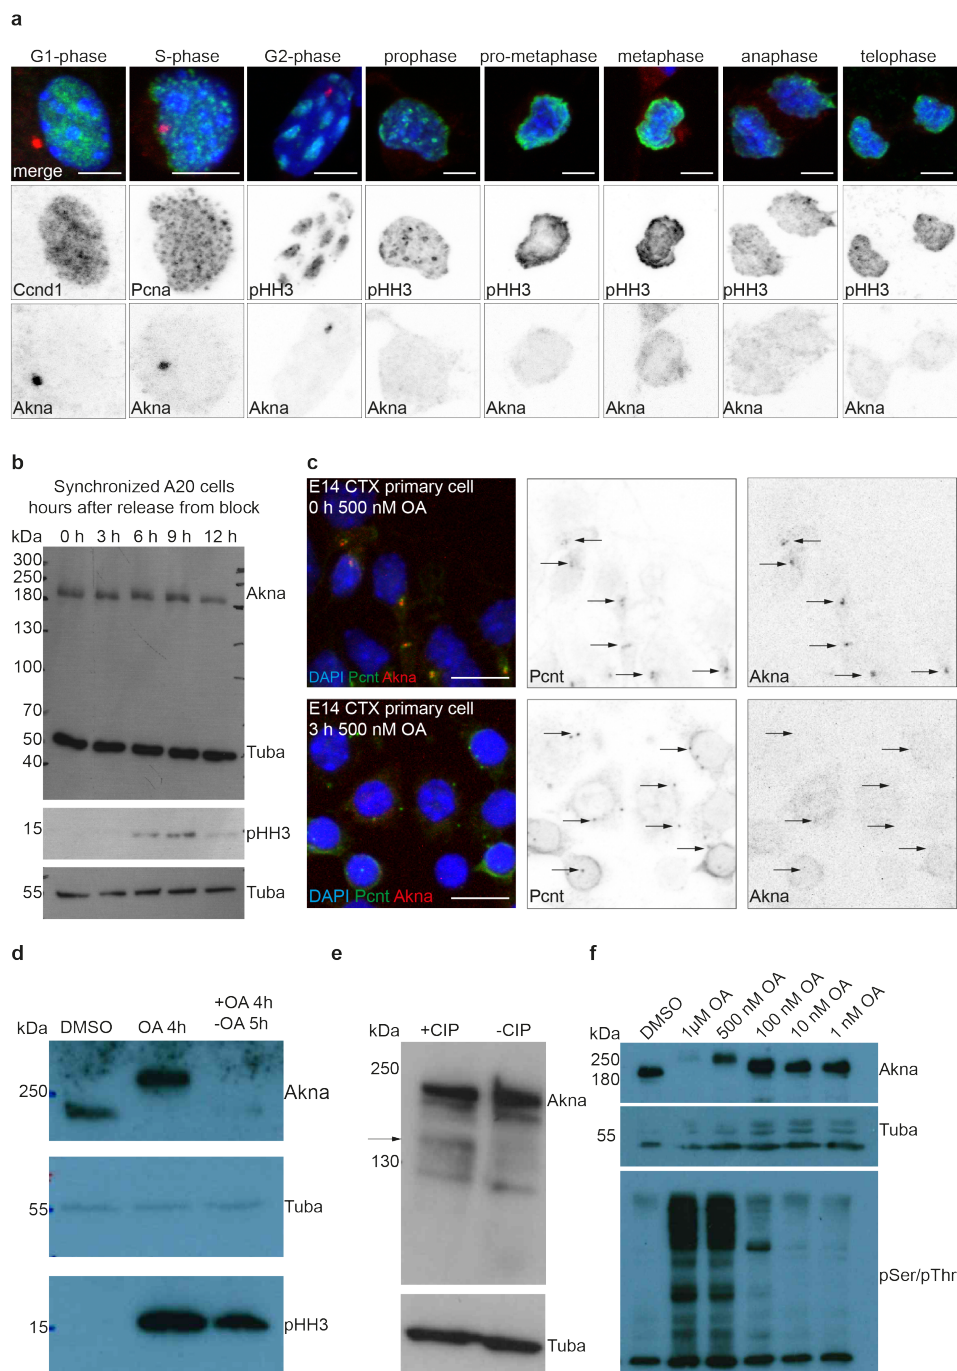 a
G1-phase S-phase G2-phase prophase pro-metaphase metaphase anaphase telophase
merge
Ccnd1 Pcna pHH3 pHH3 pHH3 pHH3 pHH3 pHH3
Akna Akna Akna Akna Akna Akna Akna Akna
b
Synchronized A20 cells
hours after release from block
kDa 0 h 3 h 6 h 9 h 12 h
300
250
180 Akna
130
100
70
50 Tuba
40
15 pHH3
55 Tuba
c
E14 CTX primary cell
0 h 500 nM OA
DAPI Pcnt Akna Pcnt Akna
E14 CTX primary cell
3 h 500 nM OA
DAPI Pcnt Akna Pcnt Akna
d
kDa DMSO OA 4h +OA 4h
-OA 5h
250 Akna
55 Tuba
15 pHH3
e
kDa +CIP -CIP
250
Akna
130
Tuba
f
kDa DMSO 1µM OA 500 nM OA 100 nM OA 10 nM OA 1 nM OA
250 Akna
180
55 Tuba
pSer/pThr